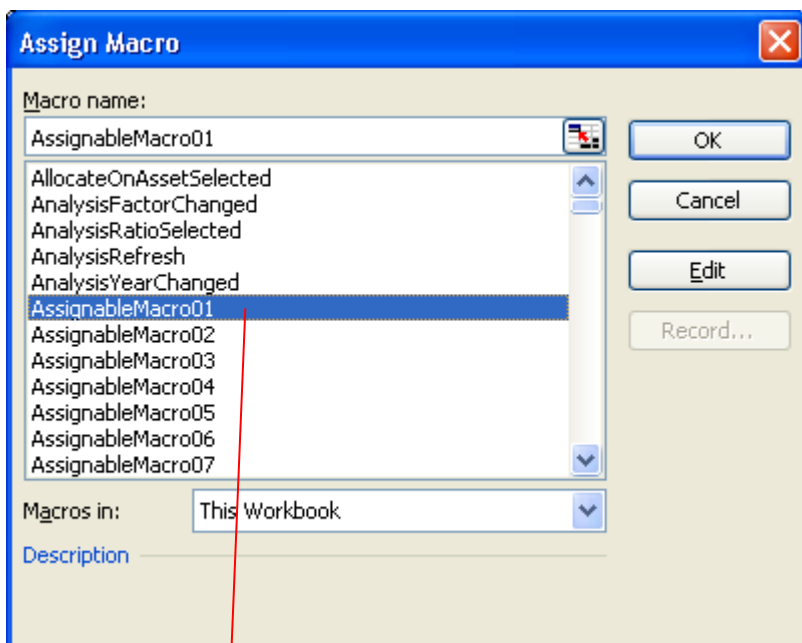 Assign Macro
Macro name:
AssignableMacro01
OK
AllocateOnAssetSelected
AnalysisFactorChanged
Cancel
AnalysisRatioSelected
AnalysisRefresh
Edit
AnalysisYearChanged
AssignableMacro01
AssignableMacro02
Record...
AssignableMacro03
AssignableMacro04
AssignableMacro05
AssignableMacro06
AssignableMacro07
Macros in: This Workbook
Description